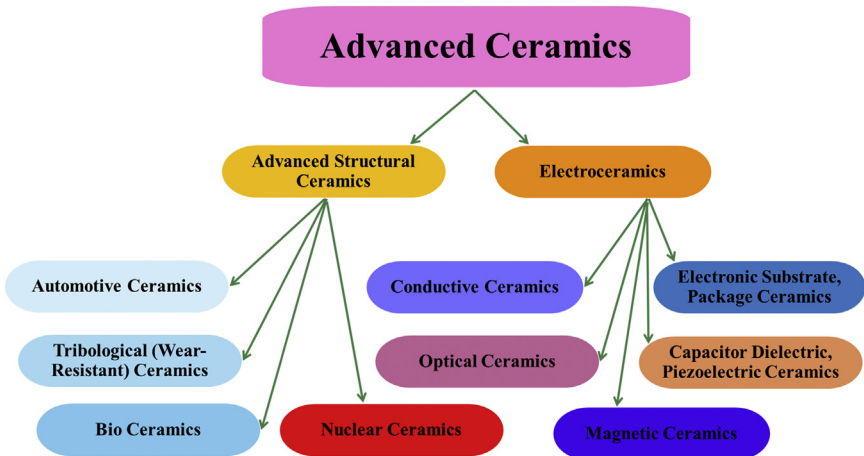 Advanced Ceramics
Advanced Structural
Ceramics
Electroceramics
Automotive Ceramics
Tribological (Wear-
Resistant) Ceramics
Bio Ceramics
Nuclear Ceramics
Conductive Ceramics
Optical Ceramics
Magnetic Ceramics
Electronic Substrate,
Package Ceramics
Capacitor Dielectric,
Piezoelectric Ceramics